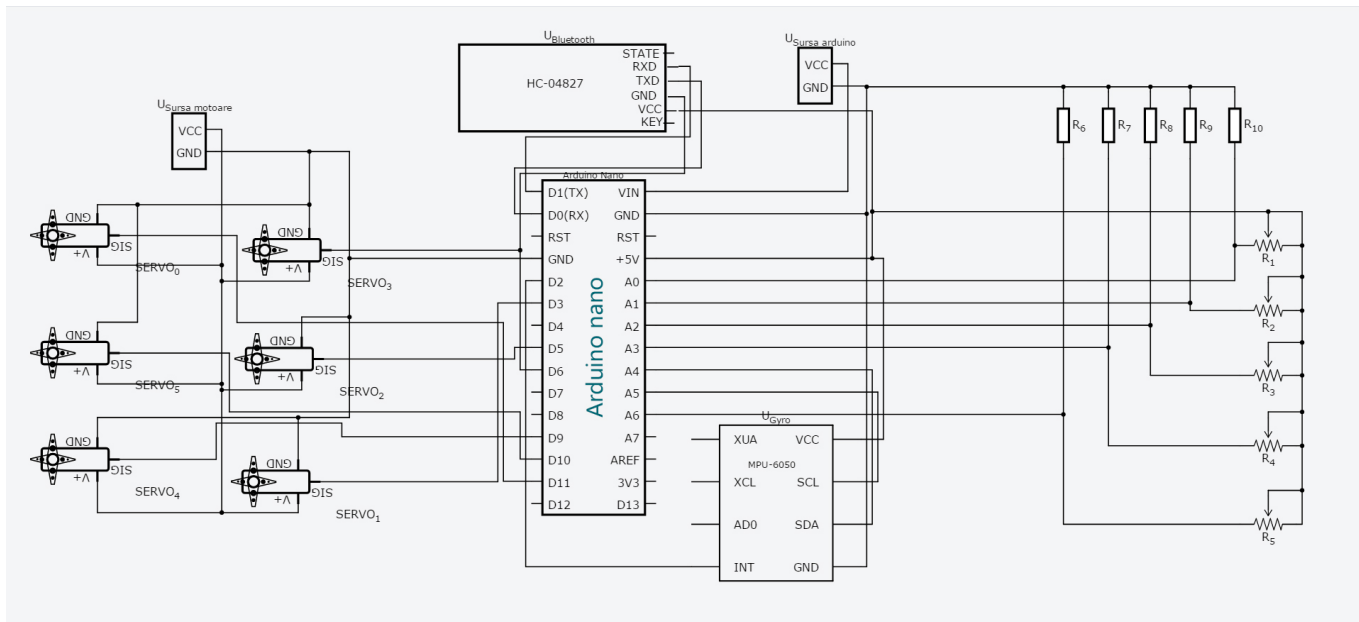 U Bluetooth
HC-04827
STATE
RXD
TXD
GND
VCC
KEY
U Sursa arduino
VCC
GND
U Sursa motoare
VCC
GND
R6
R7
R8
R9
R10
Arduino Nano
Arduino nano
D1(TX)
D0(RX)
RST
GND
D2
D3
D4
D5
D6
D7
D8
D9
D10
D11
D12
VIN
GND
RST
+5V
A0
A1
A2
A3
A4
A5
A6
A7
AREF
3V3
D13
GND
SIG
V+
SERVO0
GND
SIG
V+
SERVO3
GND
SIG
V+
SERVO5
GND
SIG
V+
SERVO2
GND
SIG
V+
SERVO4
GND
SIG
V+
SERVO1
U Gyro
MPU-6050
XUA
XCL
AD0
INT
VCC
SCL
SDA
GND
R1
R2
R3
R4
R5